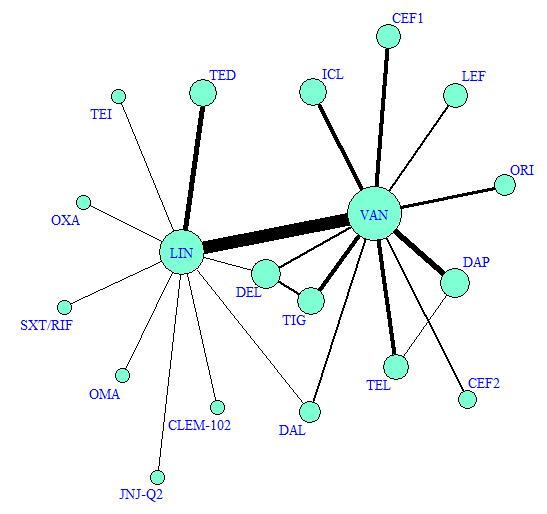 CEF1
ICL
TED
LEF
TEI
ORI
OXA
VAN
LIN
DAP
DEL
TIG
SXT/RIF
TEL
CEF2
OMA
CLEM-102
DAL
JNJ-Q2